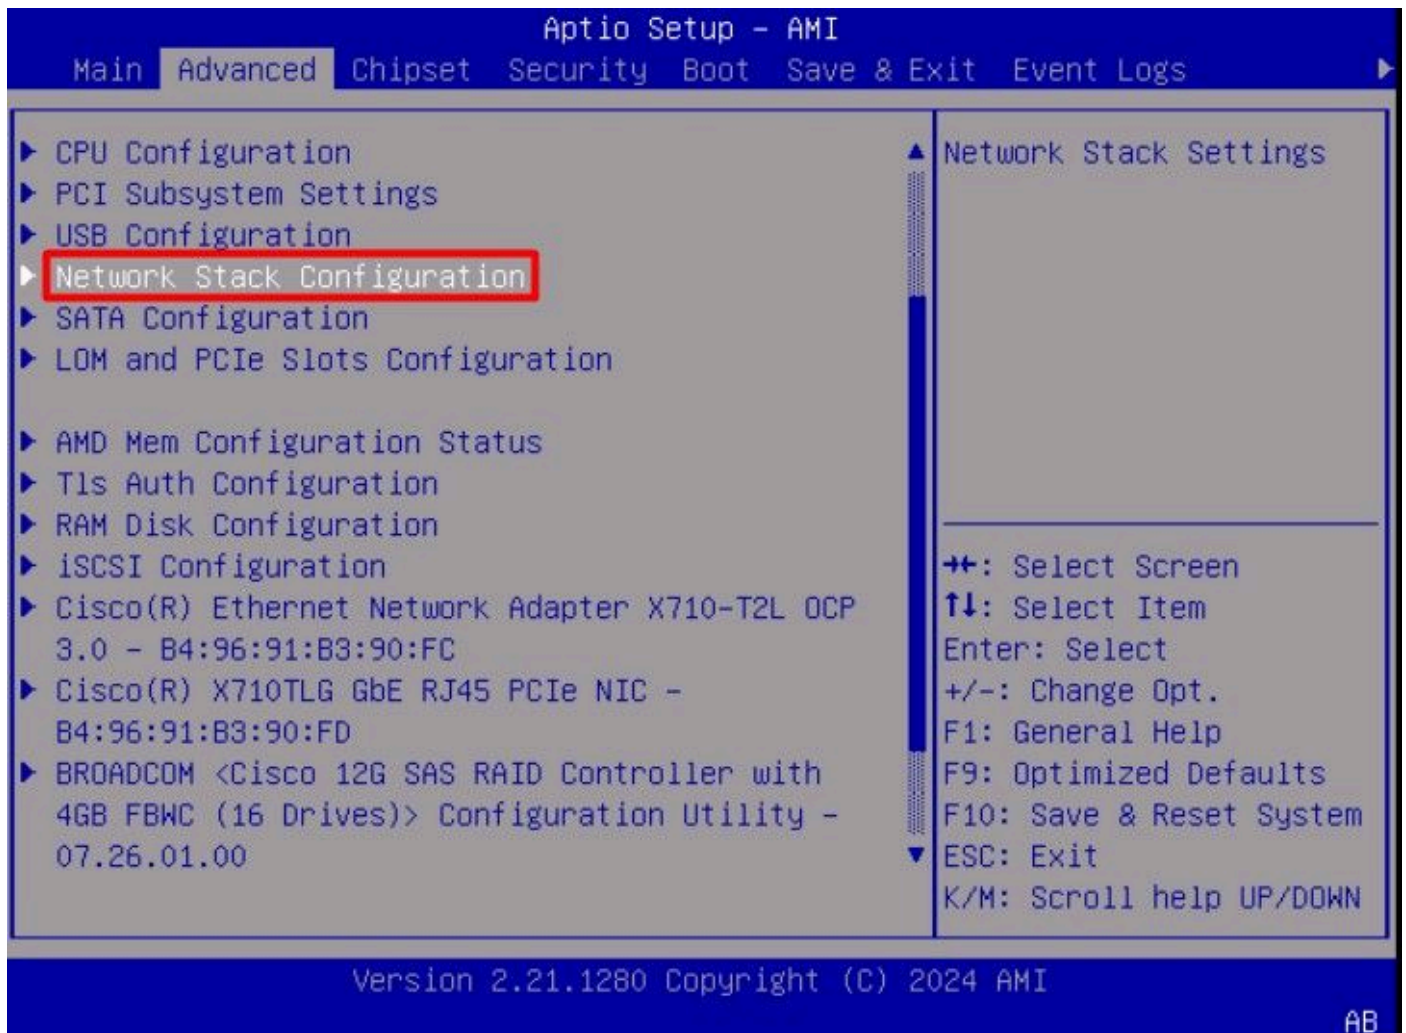 Aptio Setup – AMI
Main Advanced Chipset Security Boot Save & Exit Event Logs
CPU Configuration
PCI Subsystem Settings
USB Configuration
Network Stack Configuration
SATA Configuration
LOM and PCIe Slots Configuration
AMD Mem Configuration Status
Tls Auth Configuration
RAM Disk Configuration
iSCSI Configuration
Cisco(R) Ethernet Network Adapter X710-T2L OCP
3.0 – B4:96:91:B3:90:FC
Cisco(R) X710TLG GbE RJ45 PCIe NIC –
B4:96:91:B3:90:FD
BROADCOM <Cisco 12G SAS RAID Controller with
4GB FBWC (16 Drives)> Configuration Utility –
07.26.01.00
Network Stack Settings
→←: Select Screen
↑↓: Select Item
Enter: Select
+/-: Change Opt.
F1: General Help
F9: Optimized Defaults
F10: Save & Reset System
ESC: Exit
K/M: Scroll help UP/DOWN
Version 2.21.1280 Copyright (C) 2024 AMI
AB